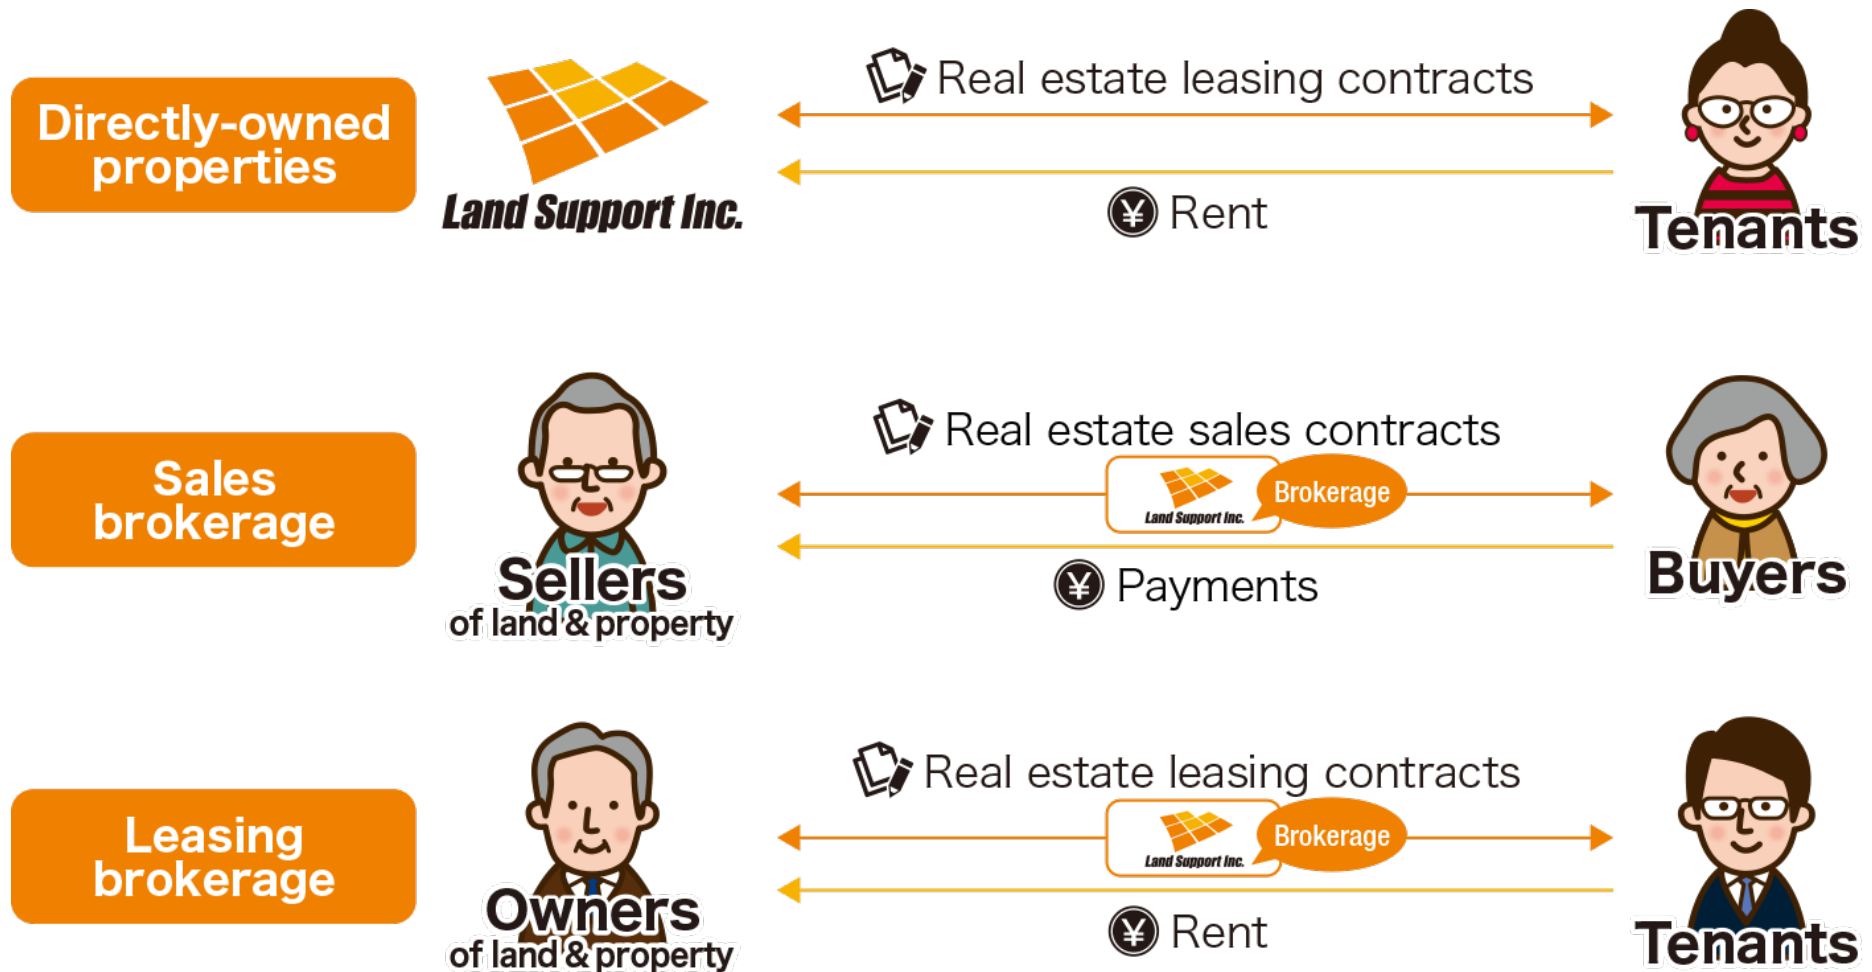 Directly-owned
properties
Land Support Inc.
Real estate leasing contracts
¥ Rent
Tenants
Sales
brokerage
Sellers
of land & property
Real estate sales contracts
Land Support Inc.
Brokerage
¥ Payments
Buyers
Leasing
brokerage
Owners
of land & property
Real estate leasing contracts
Land Support Inc.
Brokerage
¥ Rent
Tenants